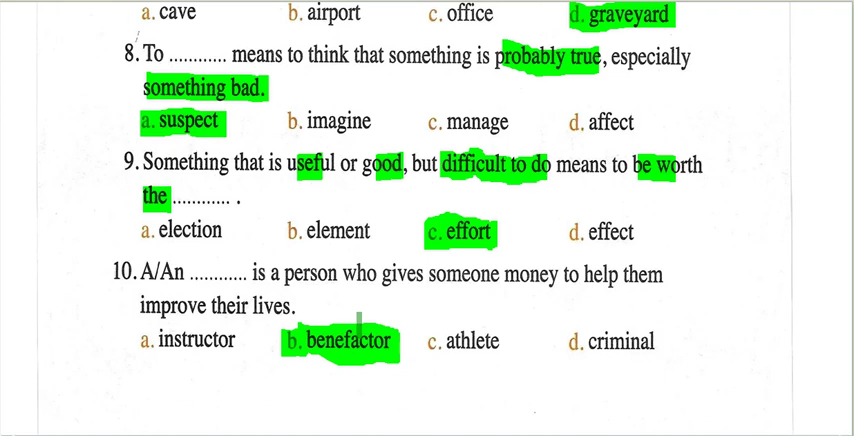 a. cave b. airport c. office d. graveyard
8. To ............ means to think that something is probably true, especially
something bad.
a. suspect b. imagine c. manage d. affect
9. Something that is useful or good, but difficult to do means to be worth
the ............ .
a. election b. element c. effort d. effect
10. A/An ............ is a person who gives someone money to help them
improve their lives.
a. instructor b. benefactor c. athlete d. criminal